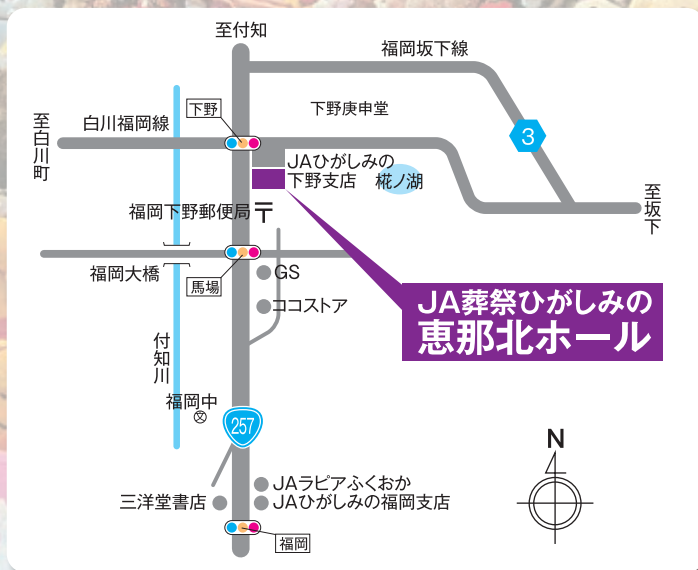 至付知
福岡坂下線
下野
下野庚申堂
白川福岡線
至白川町
3
JAひがしみの
下野支店
椛ノ湖
至坂下
福岡下野郵便局
福岡大橋
GS
馬場
ココストア
JA葬祭ひがしみの
恵那北ホール
付知川
福岡中
文
257
N
JAラピアふくおか
三洋堂書店
JAひがしみの福岡支店
福岡